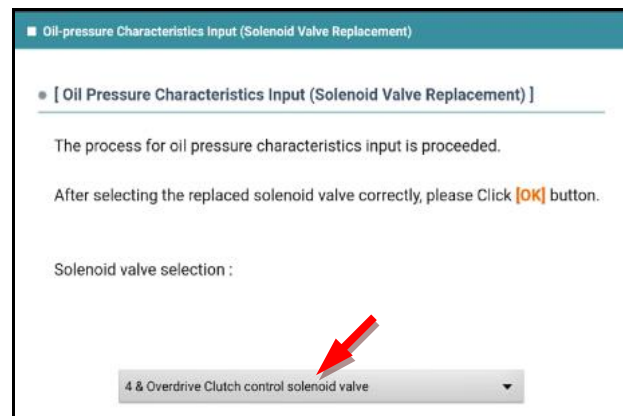 Oil-pressure Characteristics Input (Solenoid Valve Replacement)
[ Oil Pressure Characteristics Input (Solenoid Valve Replacement) ]
The process for oil pressure characteristics input is proceeded.
After selecting the replaced solenoid valve correctly, please Click [OK] button.
Solenoid valve selection :
4 & Overdrive Clutch control solenoid valve